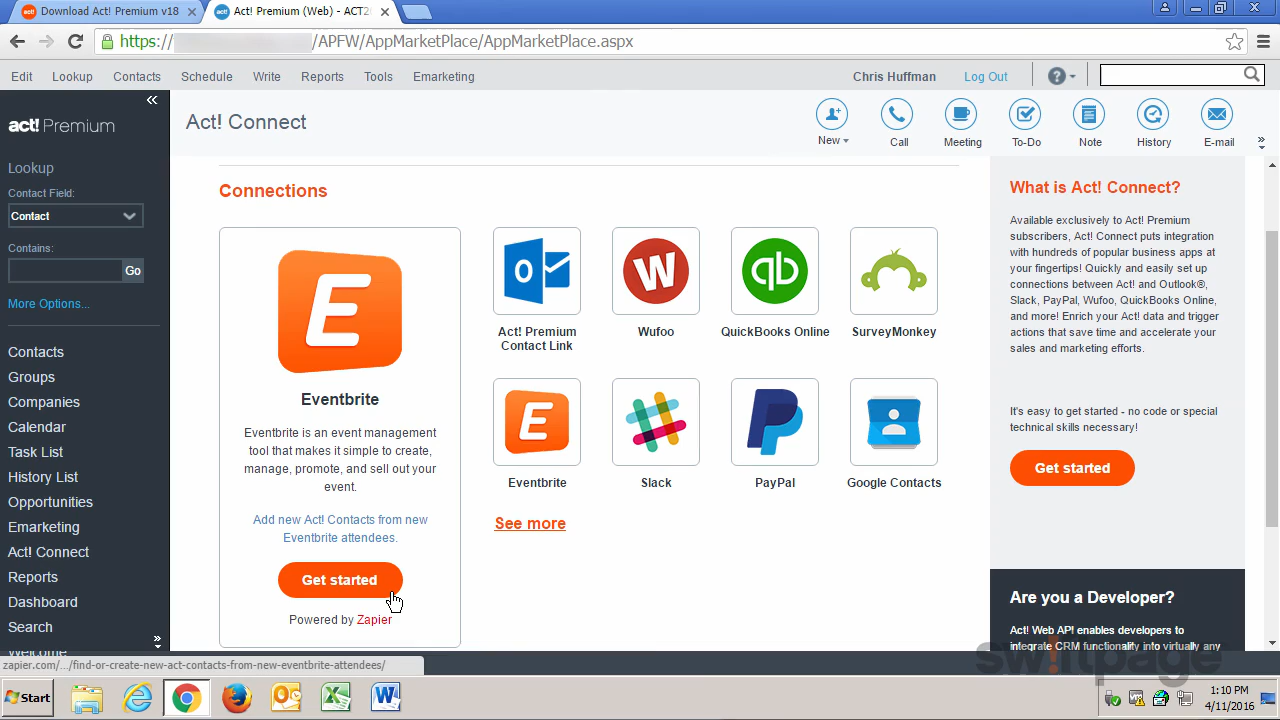 Download Act! Premium v18
Act! Premium (Web) - ACT2
https://
/APFW/AppMarketPlace/AppMarketPlace.aspx
Edit Lookup Contacts Schedule Write Reports Tools Emarketing
Chris Huffman Log Out
act! Premium
Act! Connect
New Call Meeting To-Do Note History E-mail
Lookup
Contact Field:
Contact
Contains:
Go
More Options...
Contacts
Groups
Companies
Calendar
Task List
History List
Opportunities
Emarketing
Act! Connect
Reports
Dashboard
Search
Welcome
Connections
E
Eventbrite
Eventbrite is an event management
tool that makes it simple to create,
manage, promote, and sell out your
event.
Add new Act! Contacts from new
Eventbrite attendees.
Get started
Powered by Zapier
Act! Premium
Contact Link
Wufoo
QuickBooks Online
SurveyMonkey
Eventbrite
Slack
PayPal
Google Contacts
See more
What is Act! Connect?
Available exclusively to Act! Premium
subscribers, Act! Connect puts integration
with hundreds of popular business apps at
your fingertips! Quickly and easily set up
connections between Act! and Outlook®,
Slack, PayPal, Wufoo, QuickBooks Online,
and more! Enrich your Act! data and trigger
actions that save time and accelerate your
sales and marketing efforts.
It's easy to get started - no code or special
technical skills necessary!
Get started
Are you a Developer?
Act! Web API enables developers to
integrate CRM functionality into virtually any
swiftpage
zapier.com/.../find-or-create-new-act-contacts-from-new-eventbrite-attendees/
Start
1:10 PM
4/11/2016